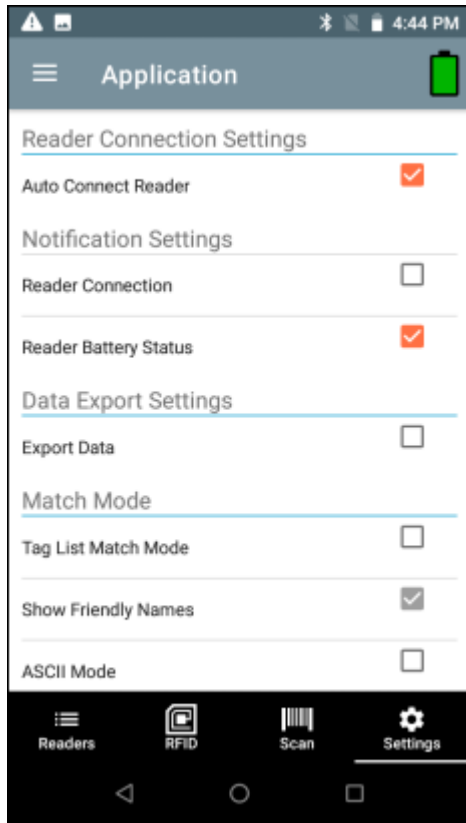 4:44 PM
Application
Reader Connection Settings
Auto Connect Reader
Notification Settings
Reader Connection
Reader Battery Status
Data Export Settings
Export Data
Match Mode
Tag List Match Mode
Show Friendly Names
ASCII Mode
Readers RFID Scan Settings